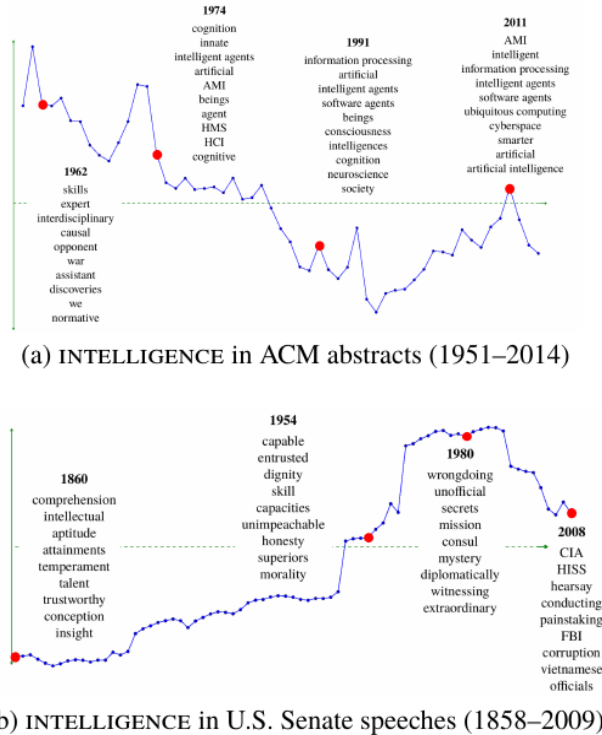 1974
cognition
innate
intelligent agents
artificial
AMI
beings
agent
HMS
HCI
cognitive
1991
information processing
artificial
intelligent agents
software agents
beings
consciousness
intelligences
cognition
neuroscience
society
2011
AMI
intelligent
information processing
intelligent agents
software agents
ubiquitous computing
cyberspace
smarter
artificial
artificial intelligence
1962
skills
expert
interdisciplinary
causal
opponent
war
assistant
discoveries
we
normative
(a) INTELLIGENCE in ACM abstracts (1951–2014)
1860
comprehension
intellectual
aptitude
attainments
temperament
talent
trustworthy
conception
insight
1954
capable
entrusted
dignity
skill
capacities
unimpeachable
honesty
superiors
morality
1980
wrongdoing
unofficial
secrets
mission
consul
mystery
diplomatically
witnessing
extraordinary
2008
CIA
HISS
hearsay
conducting
painstaking
FBI
corruption
vietnamese
officials
b) INTELLIGENCE in U.S. Senate speeches (1858–2009)